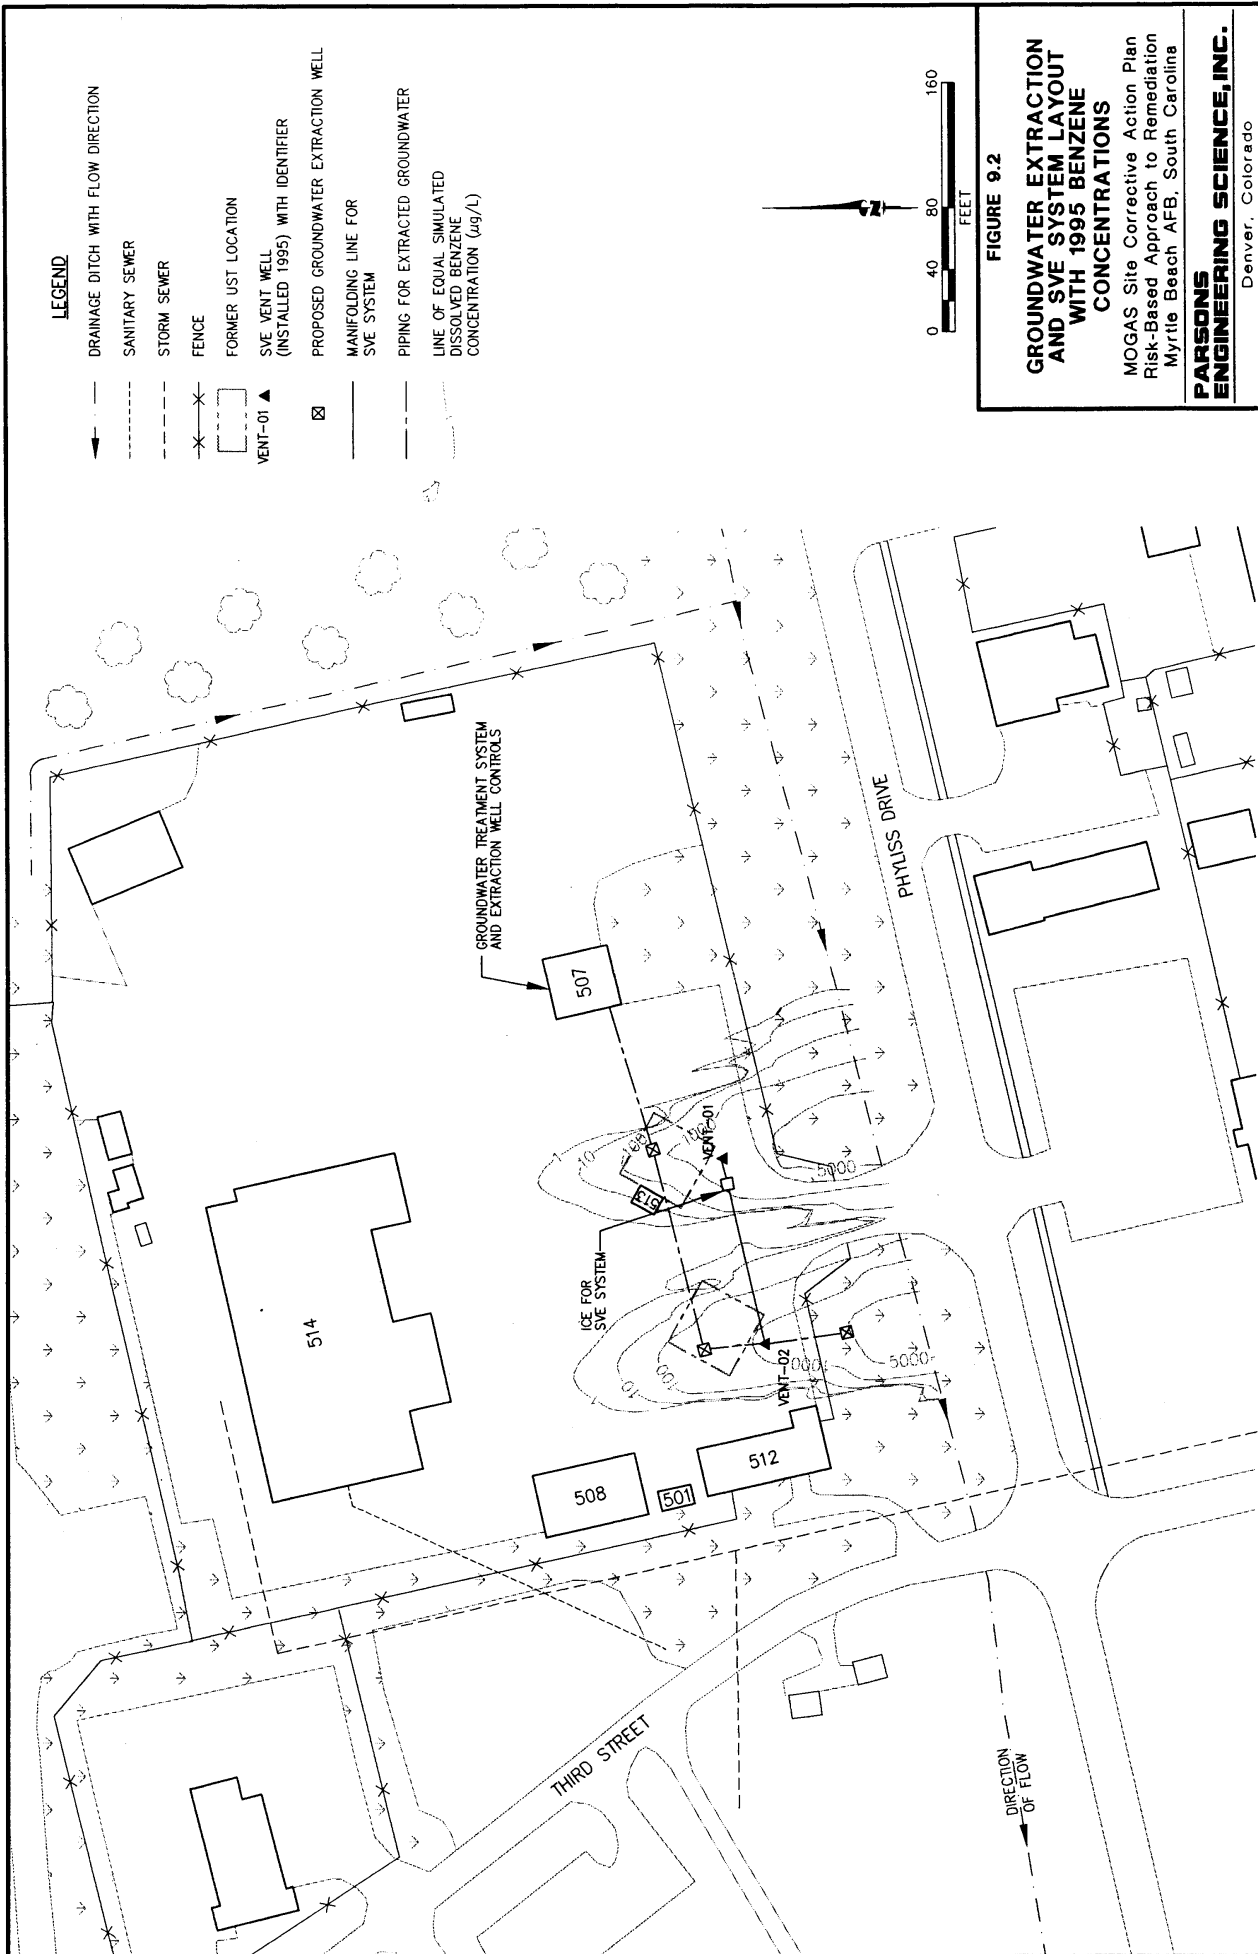 LEGEND
DRAINAGE DITCH WITH FLOW DIRECTION
SANITARY SEWER
STORM SEWER
FENCE
FORMER UST LOCATION
VENT-01
SVE VENT WELL
(INSTALLED 1995) WITH IDENTIFIER
PROPOSED GROUNDWATER EXTRACTION WELL
MANIFOLDING LINE FOR
SVE SYSTEM
PIPING FOR EXTRACTED GROUNDWATER
LINE OF EQUAL SIMULATED
DISSOLVED BENZENE
CONCENTRATION (ug/L)
N
0 40 80 160
FEET
FIGURE 9.2
GROUNDWATER EXTRACTION
AND SVE SYSTEM LAYOUT
WITH 1995 BENZENE
CONCENTRATIONS
MOGAS Site Corrective Action Plan
Risk-Based Approach to Remediation
Myrtle Beach AFB, South Carolina
PARSONS
ENGINEERING SCIENCE, INC.
Denver, Colorado
GROUNDWATER TREATMENT SYSTEM
AND EXTRACTION WELL CONTROLS
507
514
513
ICE FOR
SVE SYSTEM
VENT-01
VENT-02
1
10
100
1000
5000
1
10
100
5000
508
501
512
PHYLISS DRIVE
THIRD STREET
DIRECTION
OF FLOW